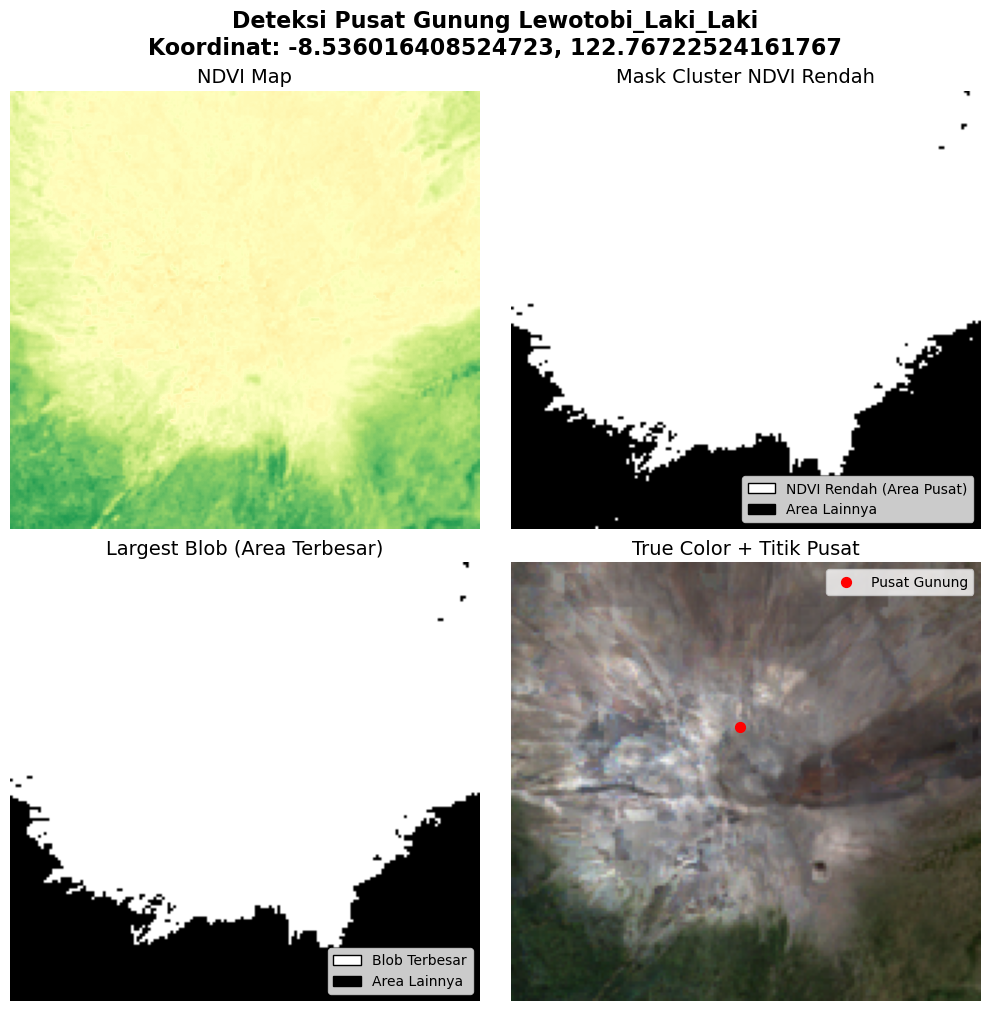 Deteksi Pusat Gunung Lewotobi_Laki_Laki
Koordinat: -8.536016408524723, 122.76722524161767
NDVI Map
Mask Cluster NDVI Rendah
NDVI Rendah (Area Pusat)
Area Lainnya
Largest Blob (Area Terbesar)
True Color + Titik Pusat
Pusat Gunung
Blob Terbesar
Area Lainnya